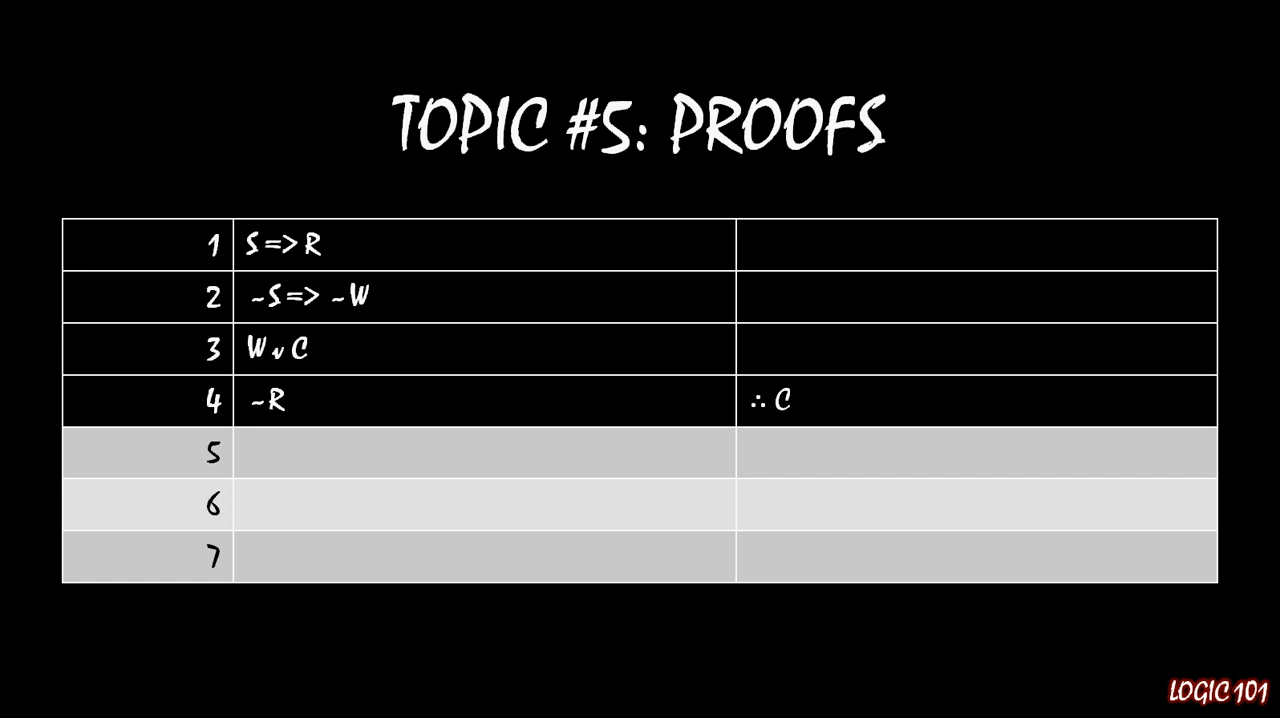 TOPIC #5: PROOFS
1 S => R
2 ~S => ~W
3 W v C
4 ~R ∴ C
5
6
7
LOGIC 101